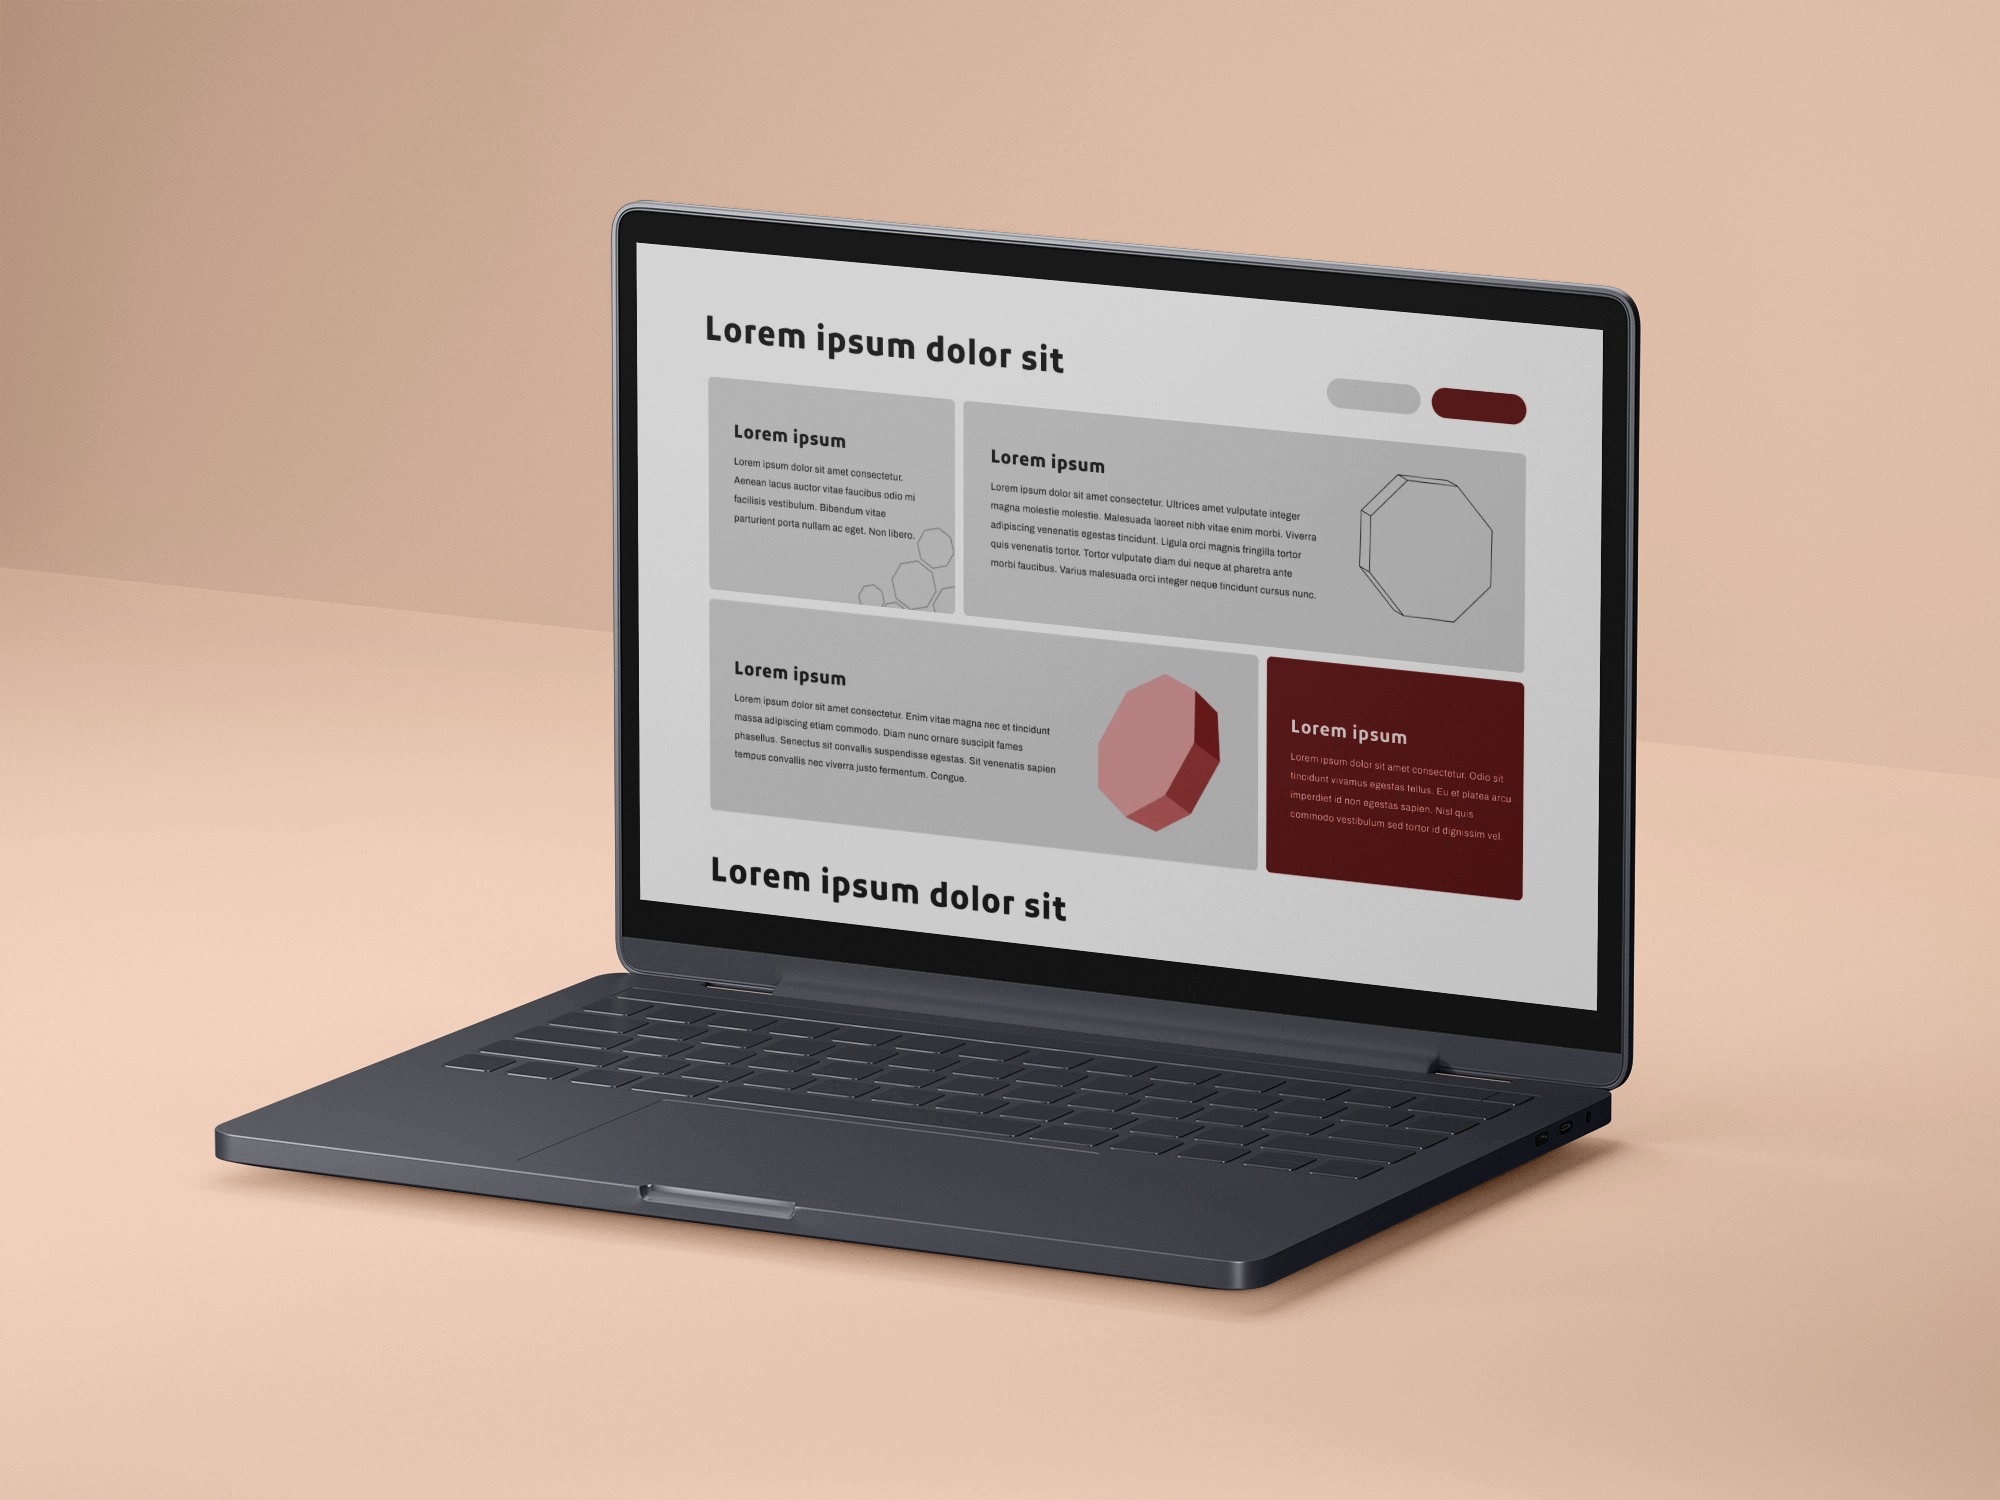 Lorem ipsum dolor sit
Lorem ipsum
Lorem ipsum dolor sit amet consectetur.
Aenean lacus auctor vitae faucibus odio mi
facilisis vestibulum. Bibendum vitae
parturient porta nullam ac eget. Non libero.
Lorem ipsum
Lorem ipsum dolor sit amet consectetur. Ultrices amet vulputate integer
magna molestie molestie. Malesuada laoreet nibh vitae enim morbi. Viverra
adipiscing venenatis egestas tincidunt. Ligula orci magnis fringilla tortor
quis venenatis tortor. Tortor vulputate diam dui neque at pharetra ante
morbi faucibus. Varius malesuada orci integer neque tincidunt cursus nunc.
Lorem ipsum
Lorem ipsum dolor sit amet consectetur. Enim vitae magna nec et tincidunt
massa adipiscing etiam commodo. Diam nunc ornare suscipit fames
phasellus. Senectus sit convallis suspendisse egestas. Sit venenatis sapien
tempus convallis nec viverra justo fermentum. Congue.
Lorem ipsum
Lorem ipsum dolor sit amet consectetur. Odio sit
tincidunt vivamus egestas tellus. Eu et platea arcu
imperdiet id non egestas sapien. Nisl quis
commodo vestibulum sed tortor id dignissim vel.
Lorem ipsum dolor sit